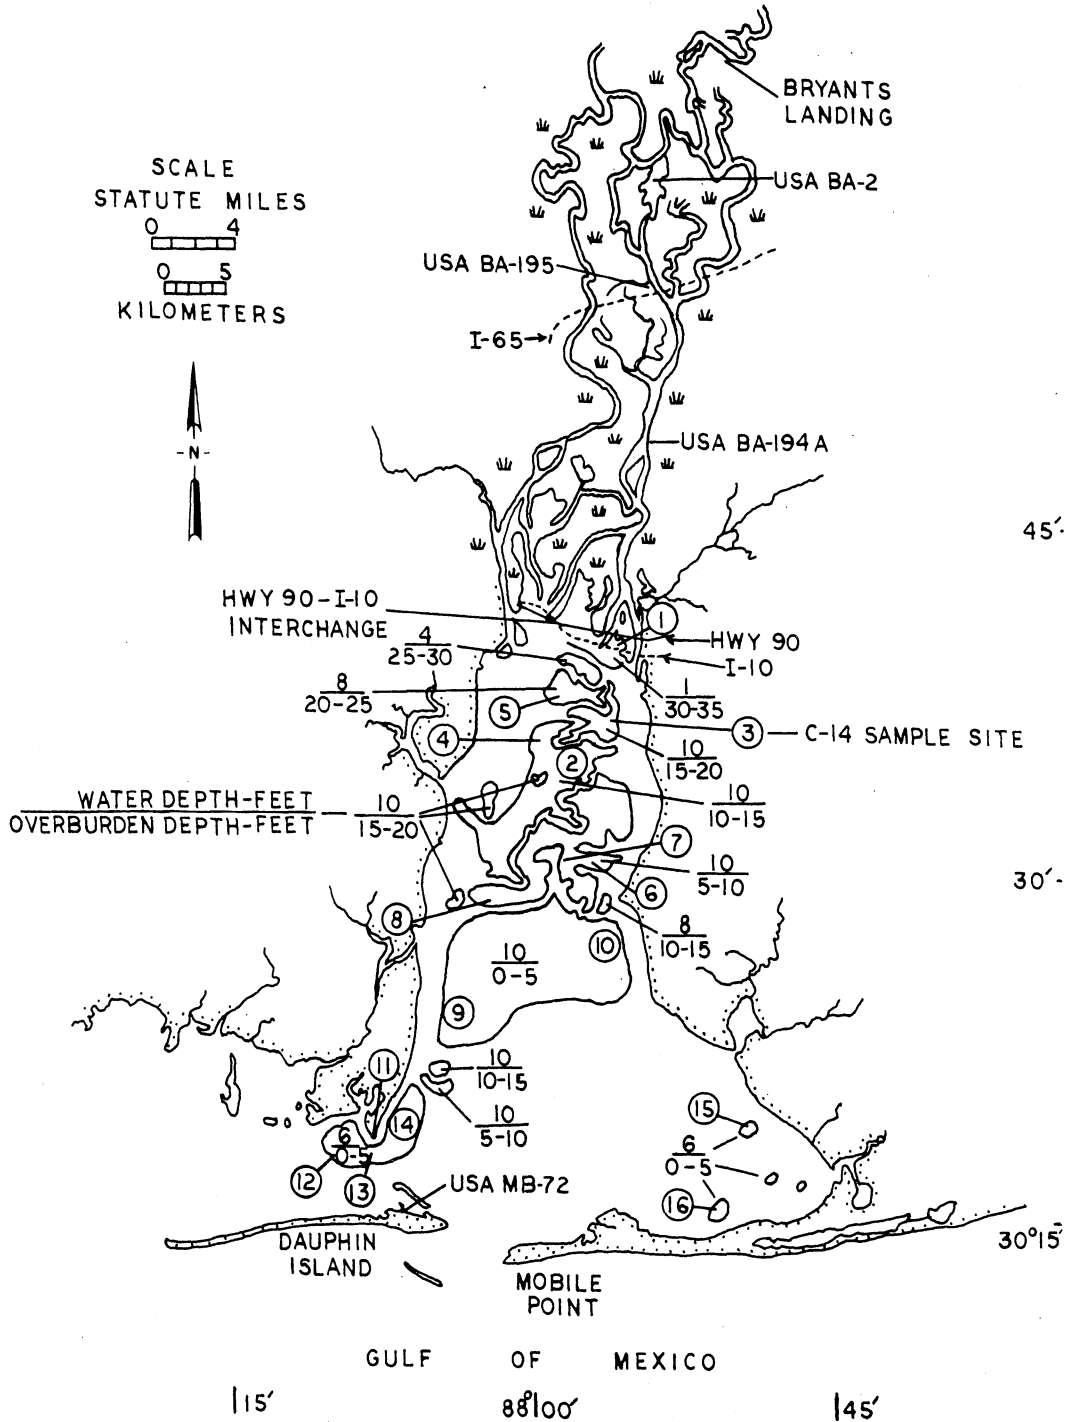 BRYANTS
LANDING
SCALE
STATUTE MILES
0 4
0 5
KILOMETERS
USA BA-2
USA BA-195
I-65
-N-
USA BA-194A
45'
HWY 90-I-10
INTERCHANGE
1
HWY 90
I-10
4
25-30
8
20-25
1
30-35
5
4
3
C-14 SAMPLE SITE
10
15-20
2
WATER DEPTH-FEET
OVERBURDEN DEPTH-FEET
10
15-20
10
10-15
7
10
5-10
30'
6
8
8
10-15
10
10
0-5
9
11
10
10-15
10
5-10
14
15
6
0-5
6
0-5
12
13
USA MB-72
16
DAUPHIN
ISLAND
MOBILE
POINT
30°15'
GULF OF MEXICO
15'
88°00'
45'